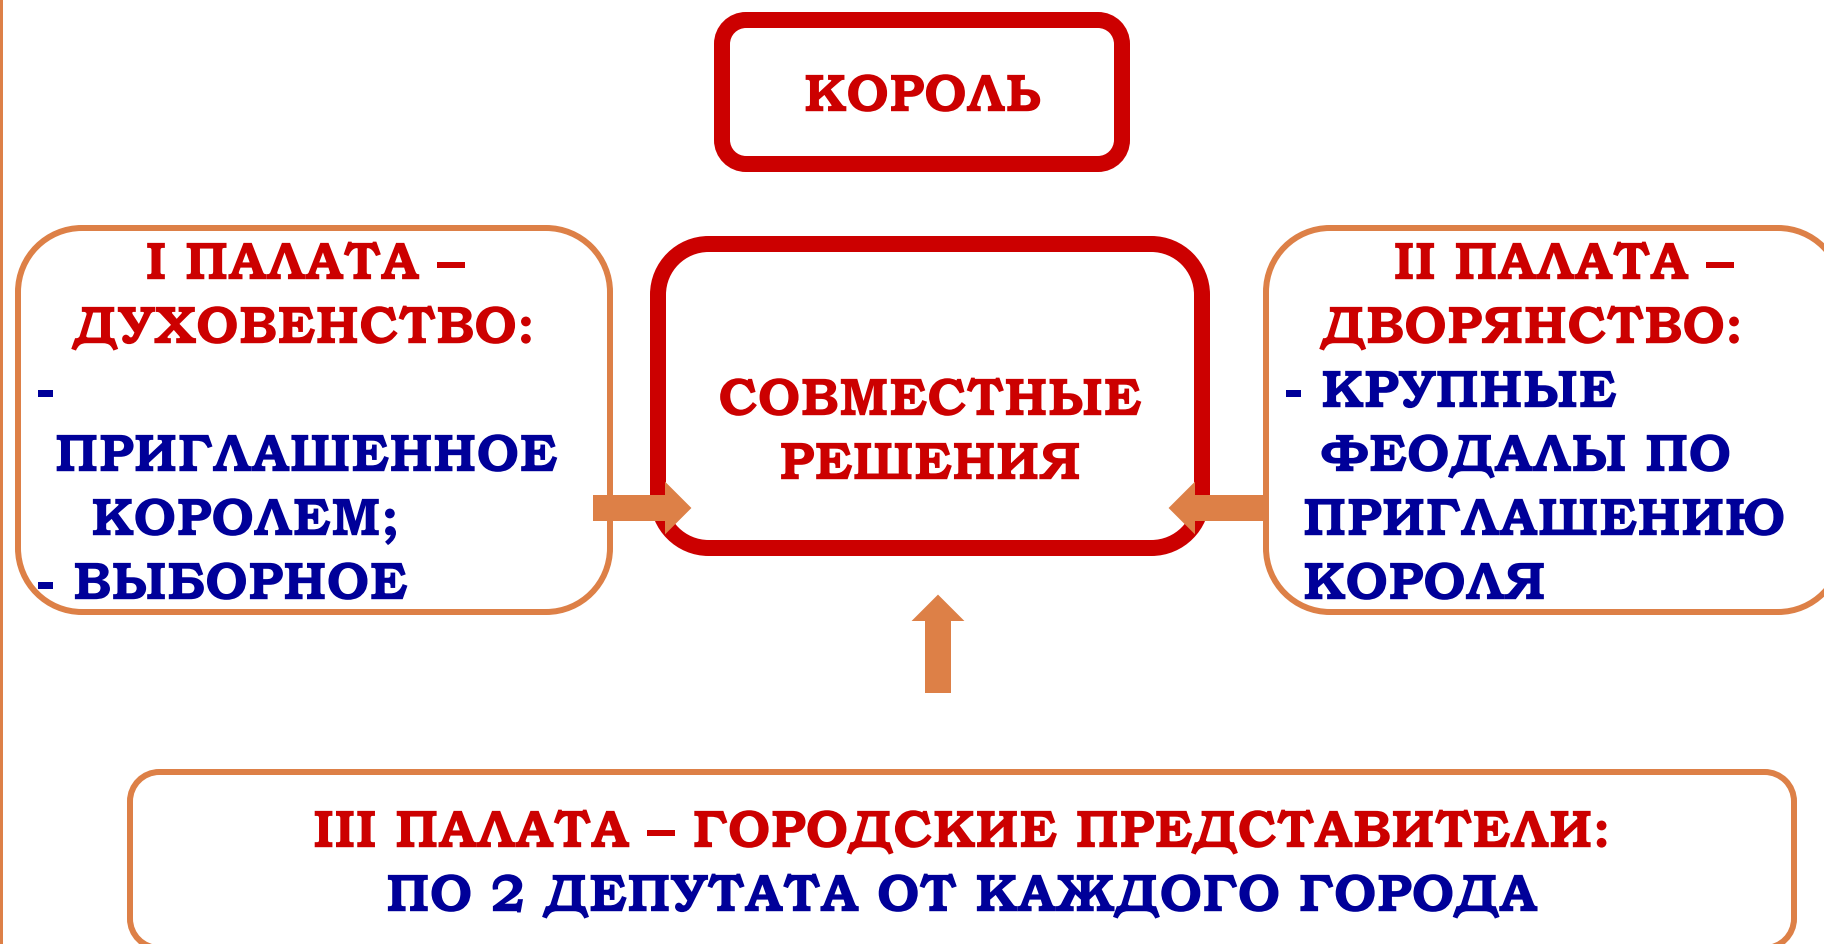 КОРОЛЬ
I ПАЛАТА –
ДУХОВЕНСТВО:
-
ПРИГЛАШЕННОЕ
КОРОЛЕМ;
- ВЫБОРНОЕ
СОВМЕСТНЫЕ
РЕШЕНИЯ
II ПАЛАТА –
ДВОРЯНСТВО:
- КРУПНЫЕ
ФЕОДАЛЫ ПО
ПРИГЛАШЕНИЮ
КОРОЛЯ
III ПАЛАТА – ГОРОДСКИЕ ПРЕДСТАВИТЕЛИ:
ПО 2 ДЕПУТАТА ОТ КАЖДОГО ГОРОДА